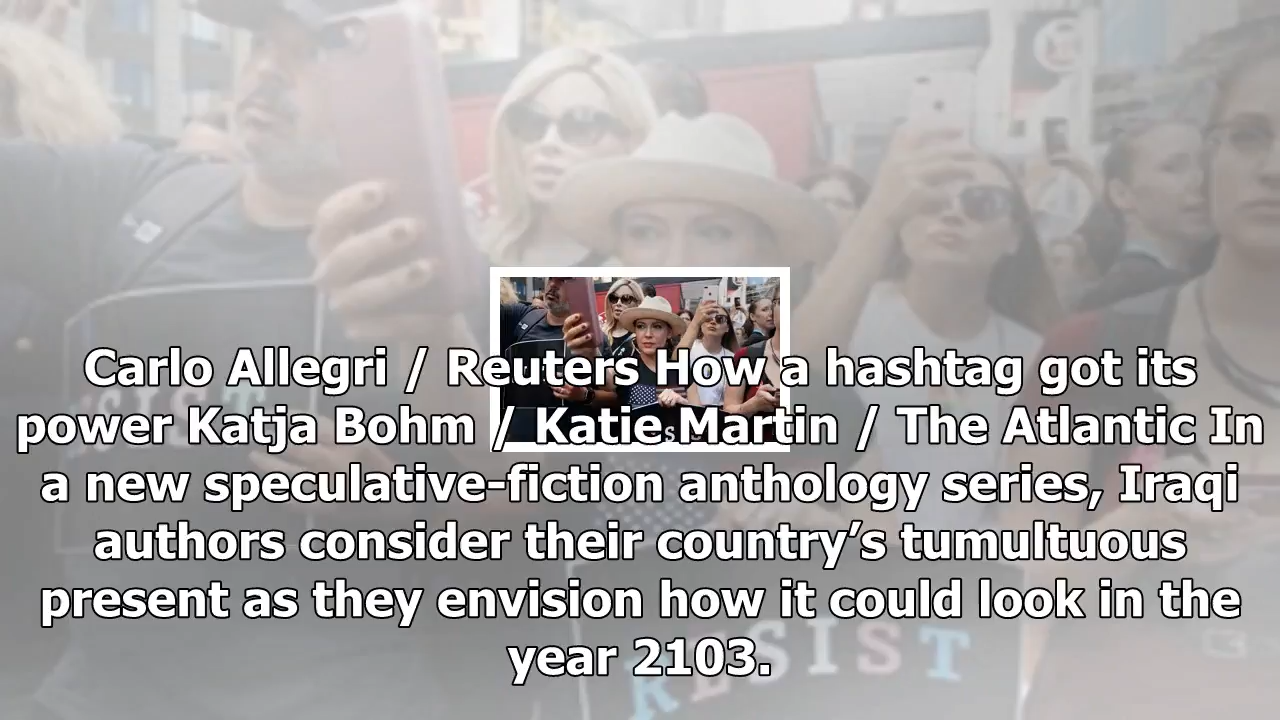 Carlo Allegri / Reuters How a hashtag got its
power Katja Bohm / Katie Martin / The Atlantic In
a new speculative-fiction anthology series, Iraqi
authors consider their country’s tumultuous
present as they envision how it could look in the
year 2103.
RESIST